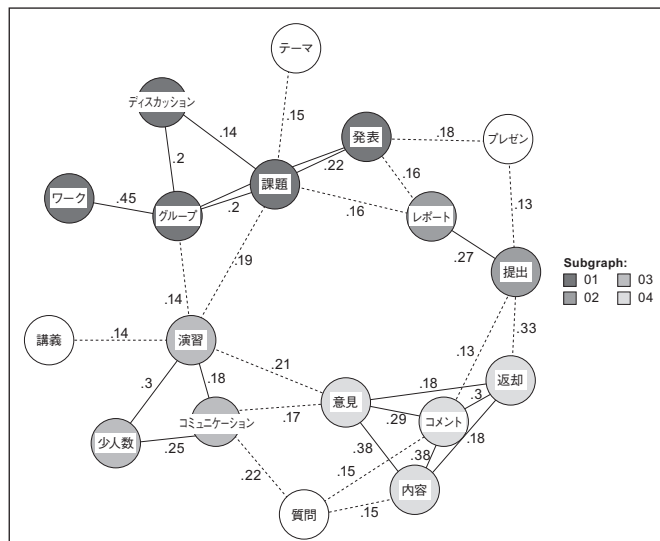 テーマ
ディスカッション
.14
.15
発表
.18
プレゼン
.2
.22
課題
.16
ワーク
.45
グループ
.2
.16
レポート
.13
.27
提出
Subgraph:
01
03
02
04
.19
.14
講義
.14
演習
.33
.13
.21
.3
.18
.18
返却
意見
.3
コミュニケーション
.17
.29
コメント
少人数
.25
.18
.38
.38
.22
.15
内容
質問
.15